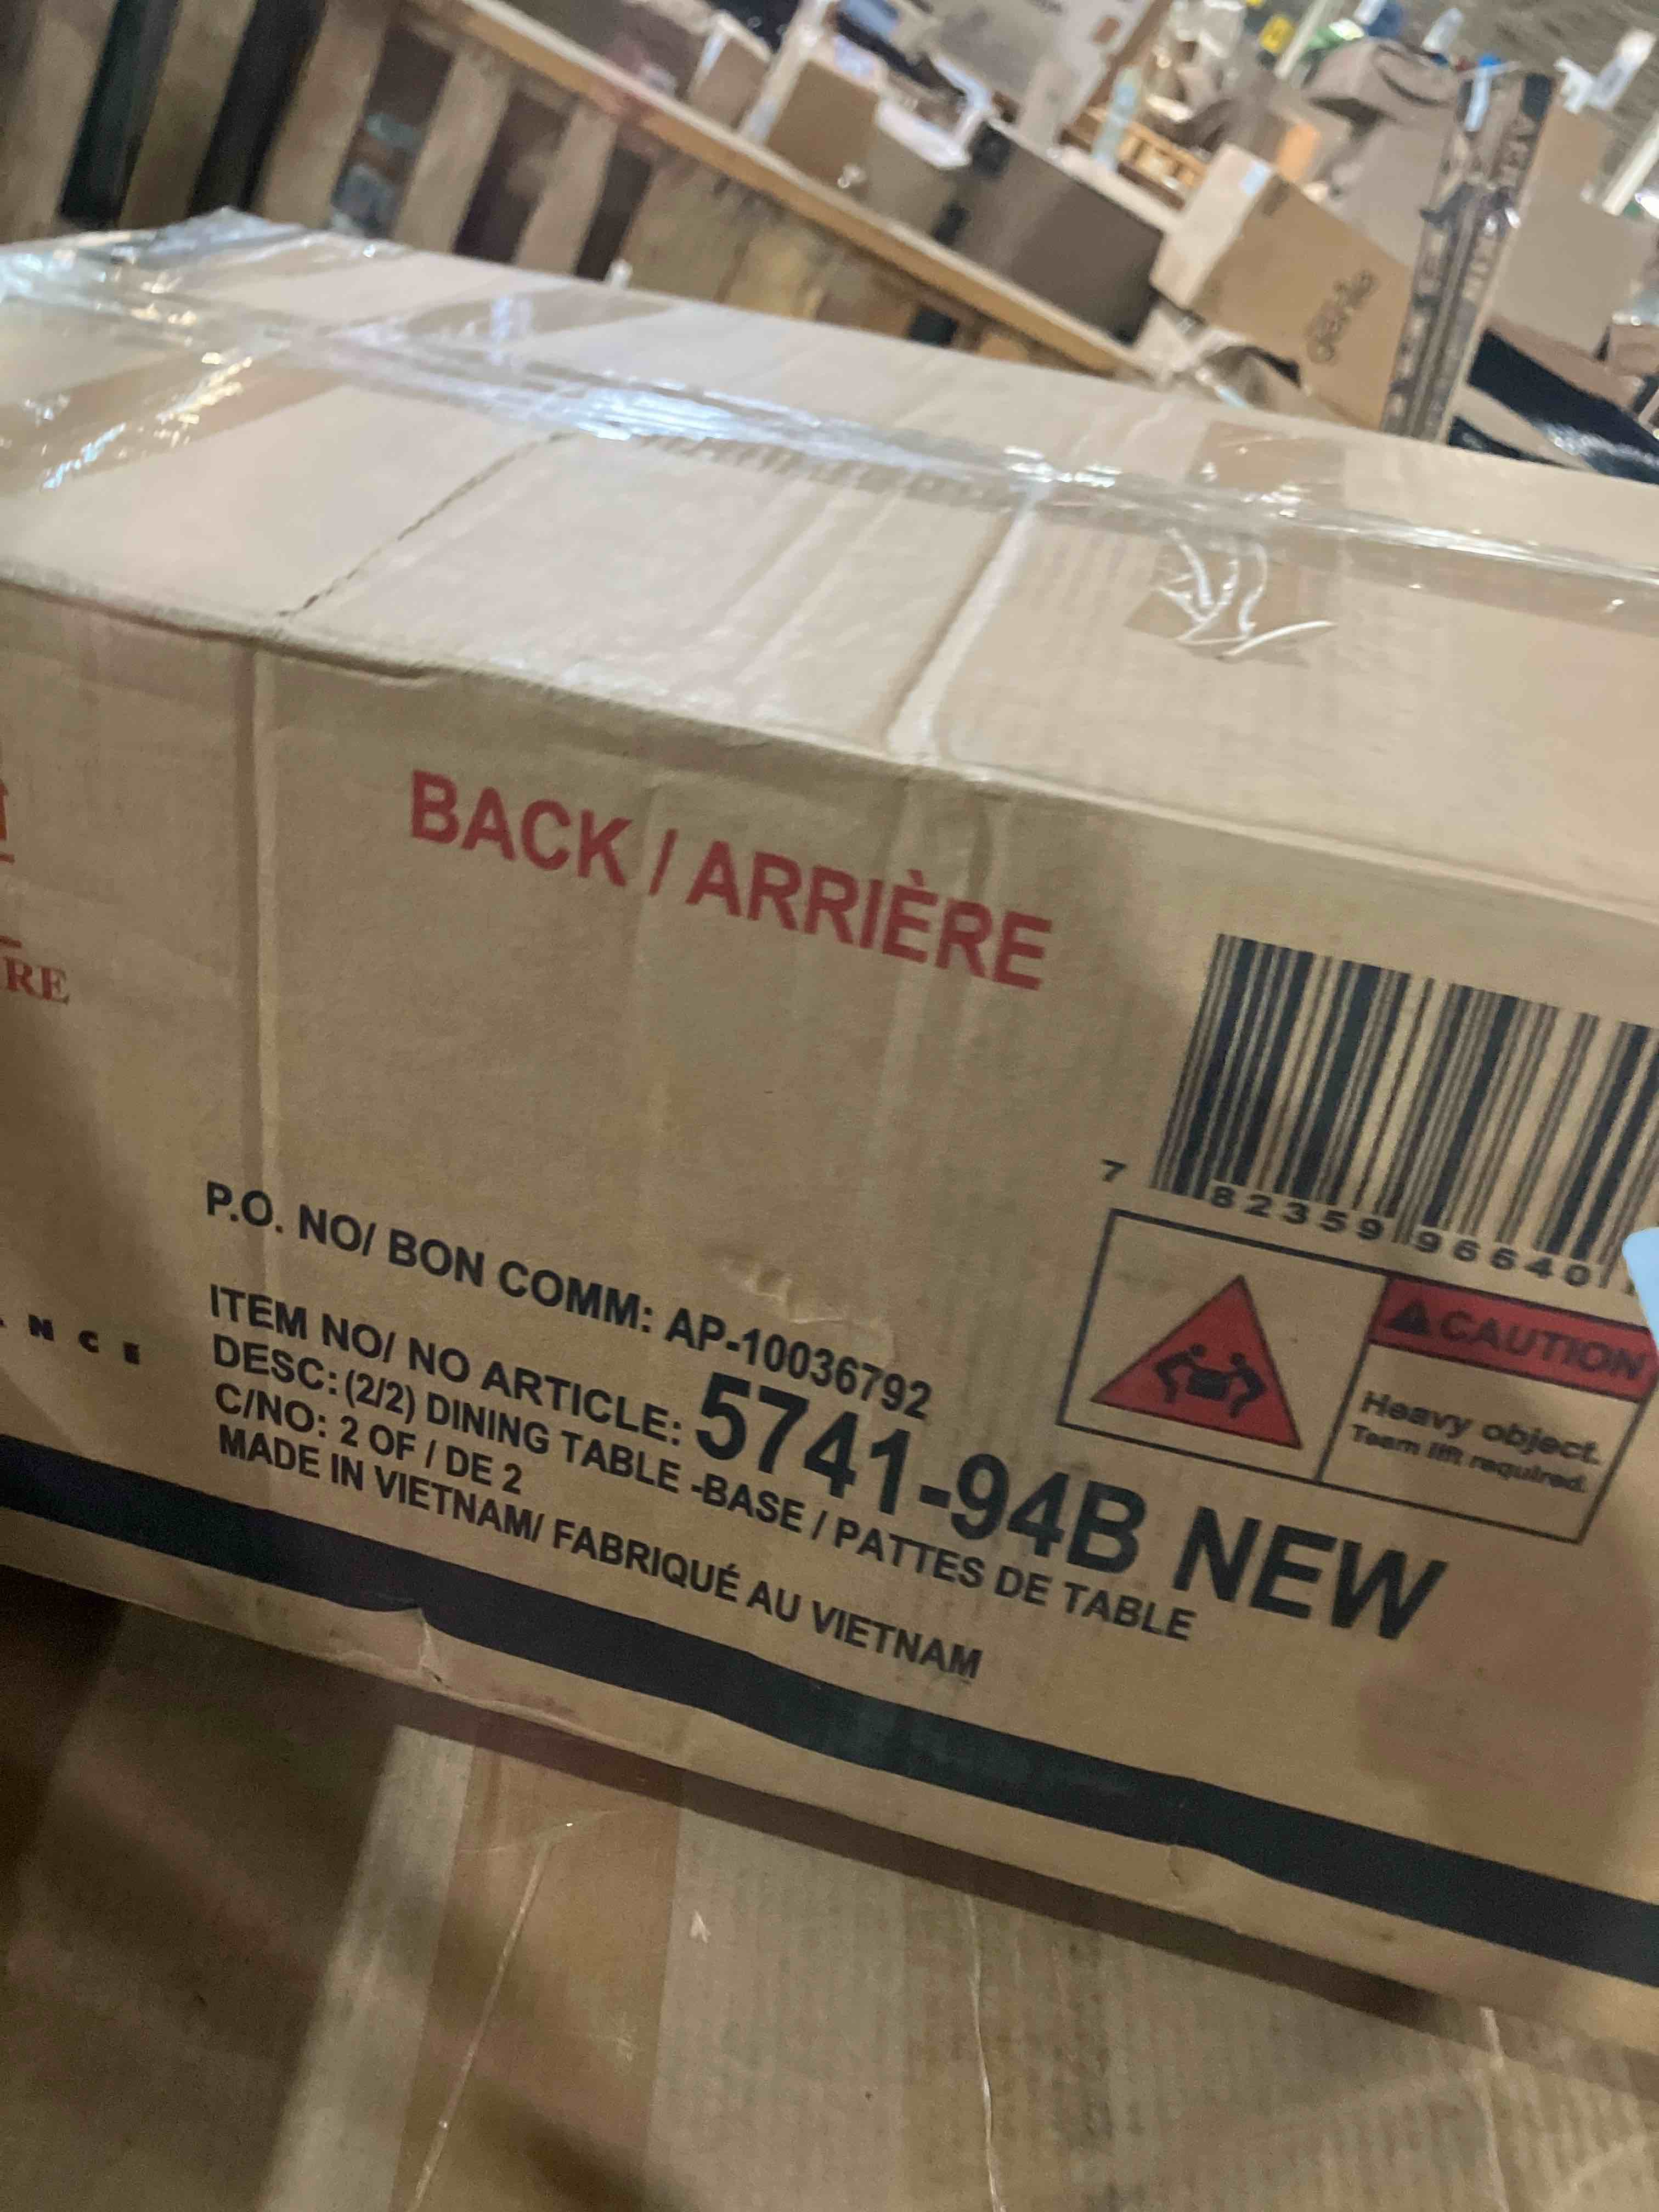 BACK / ARRIÈRE
RE
7 82359 96640
P.O. NO/ BON COMM: AP-10036792
ITEM NO/ NO ARTICLE: 5741-94B NEW
DESC: (2/2) DINING TABLE -BASE / PATTES DE TABLE
C/NO: 2 OF / DE 2
MADE IN VIETNAM/ FABRIQUÉ AU VIETNAM
CAUTION
Heavy object.
Team lift required.
N C E